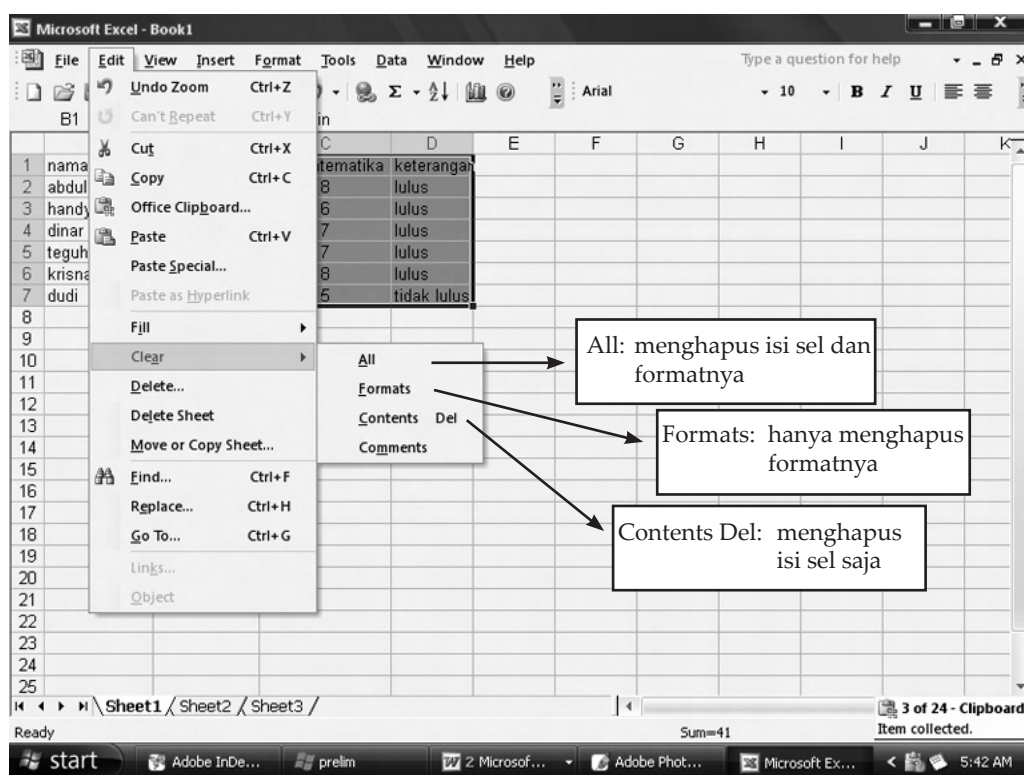 Microsoft Excel - Book1
File Edit View Insert Format Tools Data Window Help Type a question for help
Arial 10 B I U
B1 in
Undo Zoom Ctrl+Z
Can't Repeat Ctrl+Y
Cut Ctrl+X
Copy Ctrl+C
Office Clipboard...
Paste Ctrl+V
Paste Special...
Paste as Hyperlink
Fill
Clear
Delete...
Delete Sheet
Move or Copy Sheet...
Find... Ctrl+F
Replace... Ctrl+H
Go To... Ctrl+G
Links...
Object
All
Formats
Contents Del
Comments
C D E F G H I J K
1 nama tematika keterangan
2 abdul 8 lulus
3 handy 6 lulus
4 dinar 7 lulus
5 teguh 7 lulus
6 krisna 8 lulus
7 dudi 5 tidak lulus
8
9
10
11
12
13
14
15
16
17
18
19
20
21
22
23
24
25
All: menghapus isi sel dan
formatnya
Formats: hanya menghapus
formatnya
Contents Del: menghapus
isi sel saja
Sheet1 Sheet2 Sheet3
3 of 24 - Clipboard
Item collected.
Ready Sum=41
start Adobe InDe... prelim 2 Microsof... Adobe Phot... Microsoft Ex... 5:42 AM